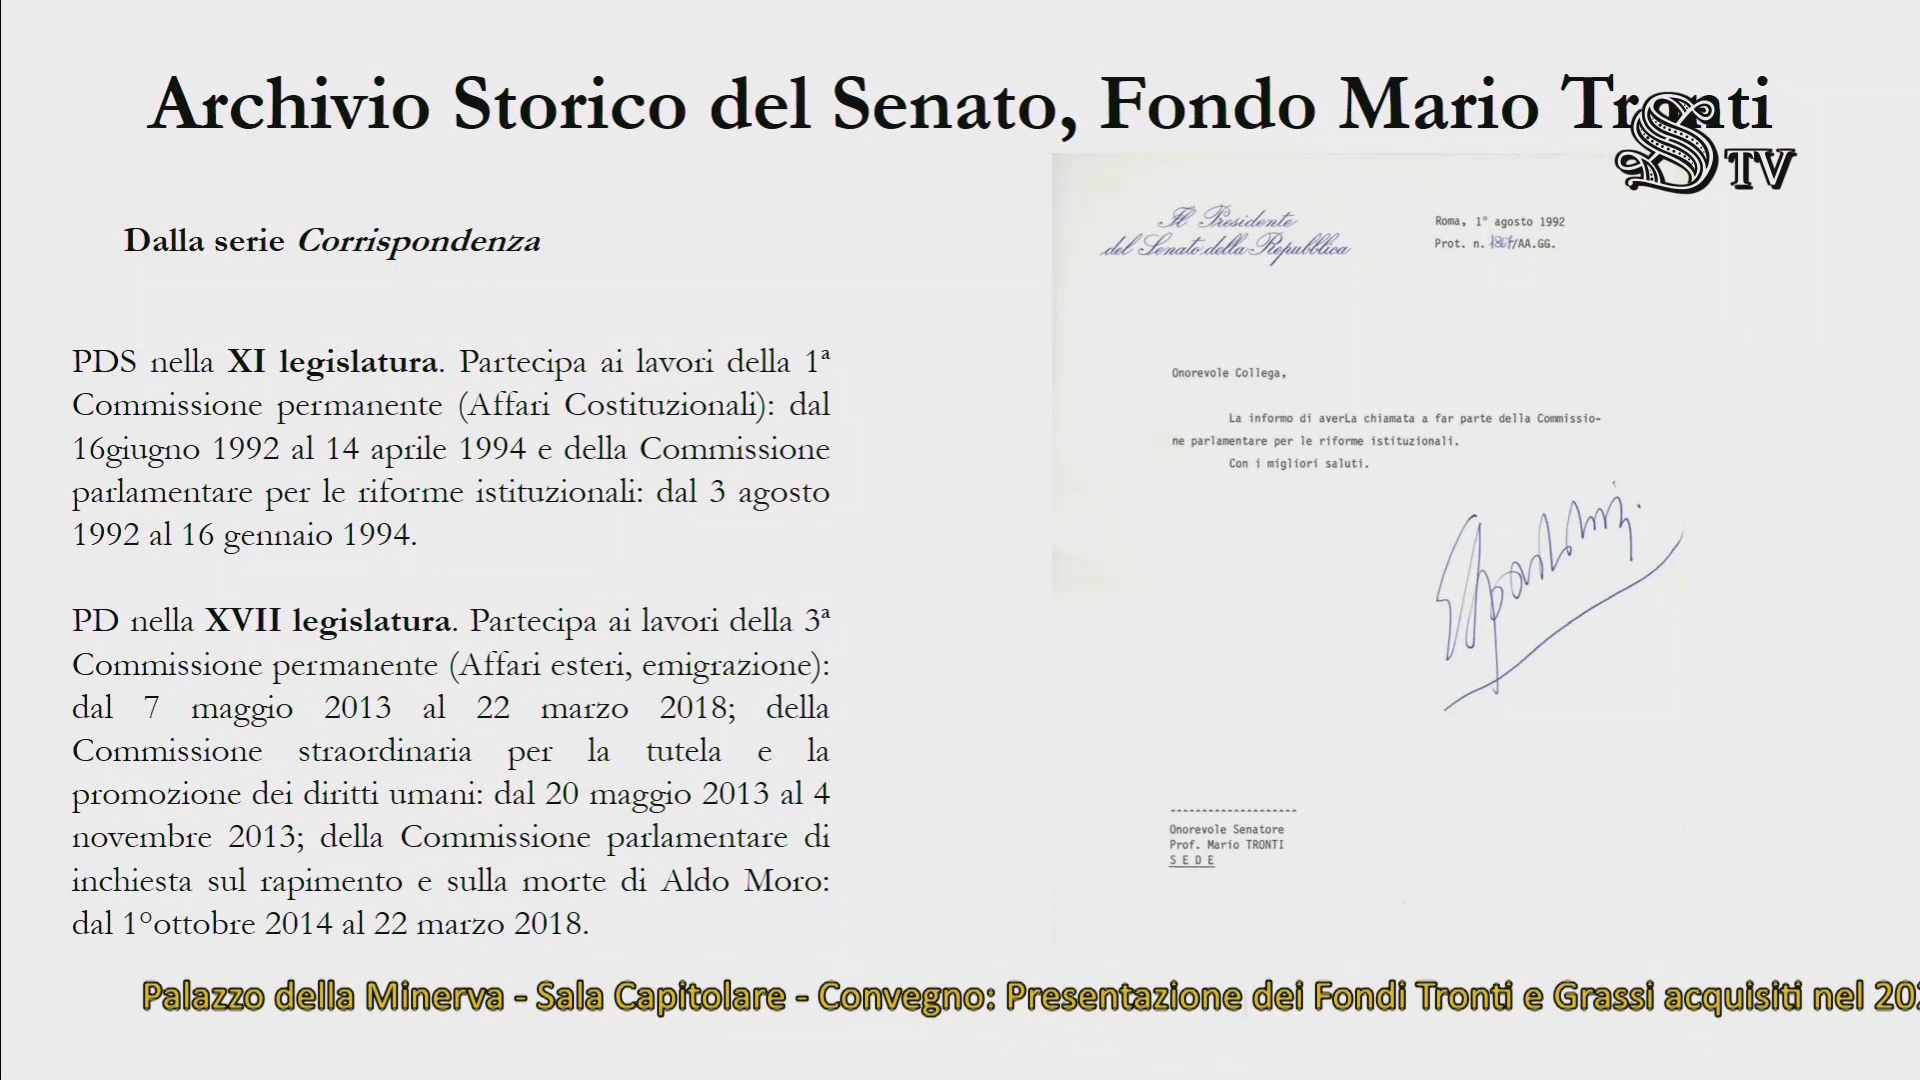 Archivio Storico del Senato, Fondo Mario Tronti
S TV
Dalla serie Corrispondenza
PDS nella XI legislatura. Partecipa ai lavori della 1ª
Commissione permanente (Affari Costituzionali): dal
16giugno 1992 al 14 aprile 1994 e della Commissione
parlamentare per le riforme istituzionali: dal 3 agosto
1992 al 16 gennaio 1994.
PD nella XVII legislatura. Partecipa ai lavori della 3ª
Commissione permanente (Affari esteri, emigrazione):
dal 7 maggio 2013 al 22 marzo 2018; della
Commissione straordinaria per la tutela e la
promozione dei diritti umani: dal 20 maggio 2013 al 4
novembre 2013; della Commissione parlamentare di
inchiesta sul rapimento e sulla morte di Aldo Moro:
dal 1°ottobre 2014 al 22 marzo 2018.
Il Presidente
del Senato della Repubblica
Roma, 1° agosto 1992
Prot. n. /AA.GG.
Onorevole Collega,
La informo di averLa chiamata a far parte della Commissio-
ne parlamentare per le riforme istituzionali.
Con i migliori saluti.
Onorevole Senatore
Prof. Mario TRONTI
S E D E
Palazzo della Minerva - Sala Capitolare - Convegno: Presentazione dei Fondi Tronti e Grassi acquisiti nel 202